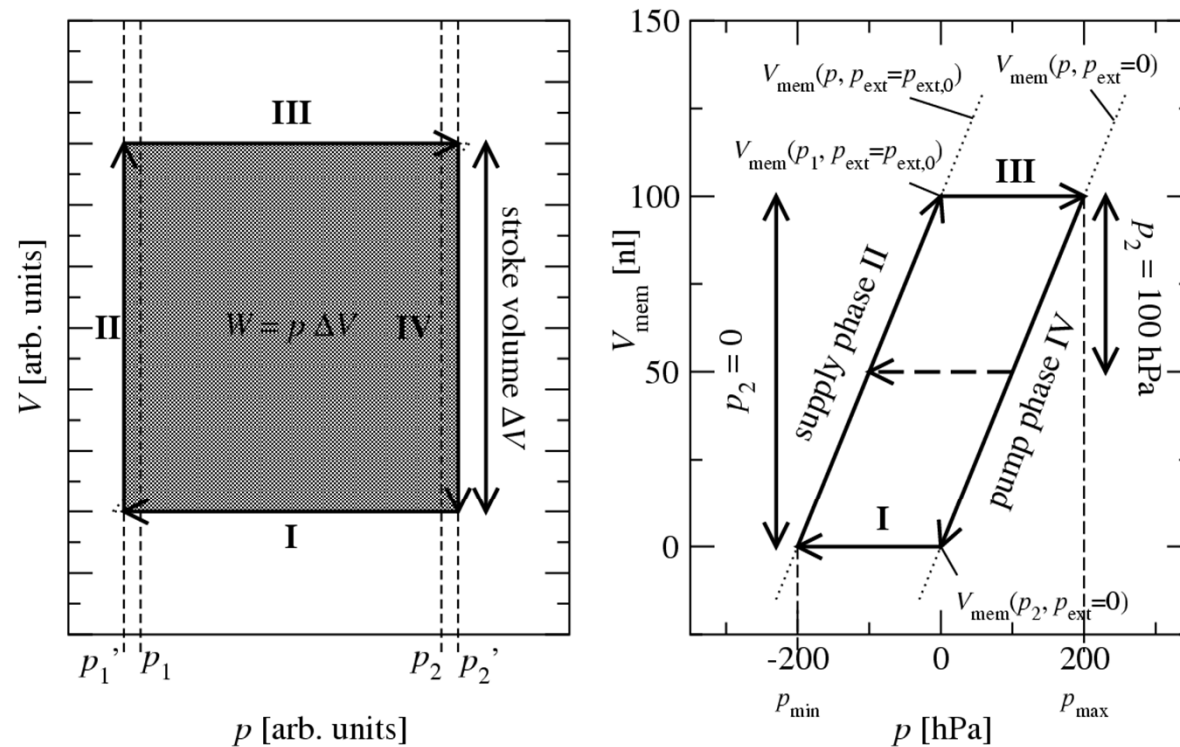 III
V [arb. units]
II
W = p ΔV
IV
stroke volume ΔV
I
p₁' p₁ p₂ p₂'
p [arb. units]
150
100
50
0
V_mem [nl]
V_mem(p, p_ext=p_ext,0)
V_mem(p, p_ext=0)
V_mem(p₁, p_ext=p_ext,0)
III
p₂ = 0
supply phase II
pump phase IV
p₂ = 100 hPa
I
V_mem(p₂, p_ext=0)
-200 0 200
p_min p_max
p [hPa]